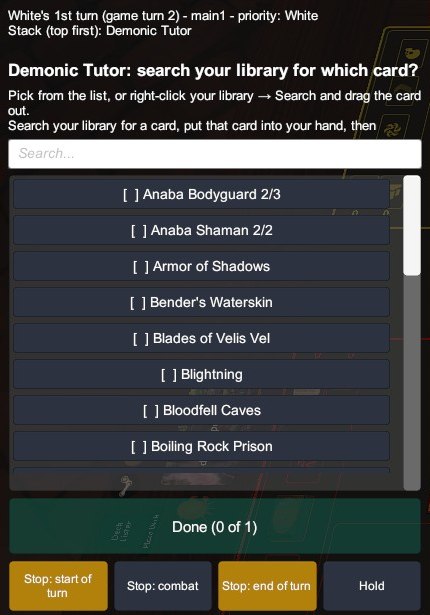 White's 1st turn (game turn 2) - main1 - priority: White
Stack (top first): Demonic Tutor
Demonic Tutor: search your library for which card?
Pick from the list, or right-click your library → Search and drag the card
out.
Search your library for a card, put that card into your hand, then
Search...
[ ] Anaba Bodyguard 2/3
[ ] Anaba Shaman 2/2
[ ] Armor of Shadows
[ ] Bender's Waterskin
[ ] Blades of Velis Vel
[ ] Blightning
[ ] Bloodfell Caves
[ ] Boiling Rock Prison
Done (0 of 1)
Stop: start of
turn
Stop: combat
Stop: end of turn
Hold